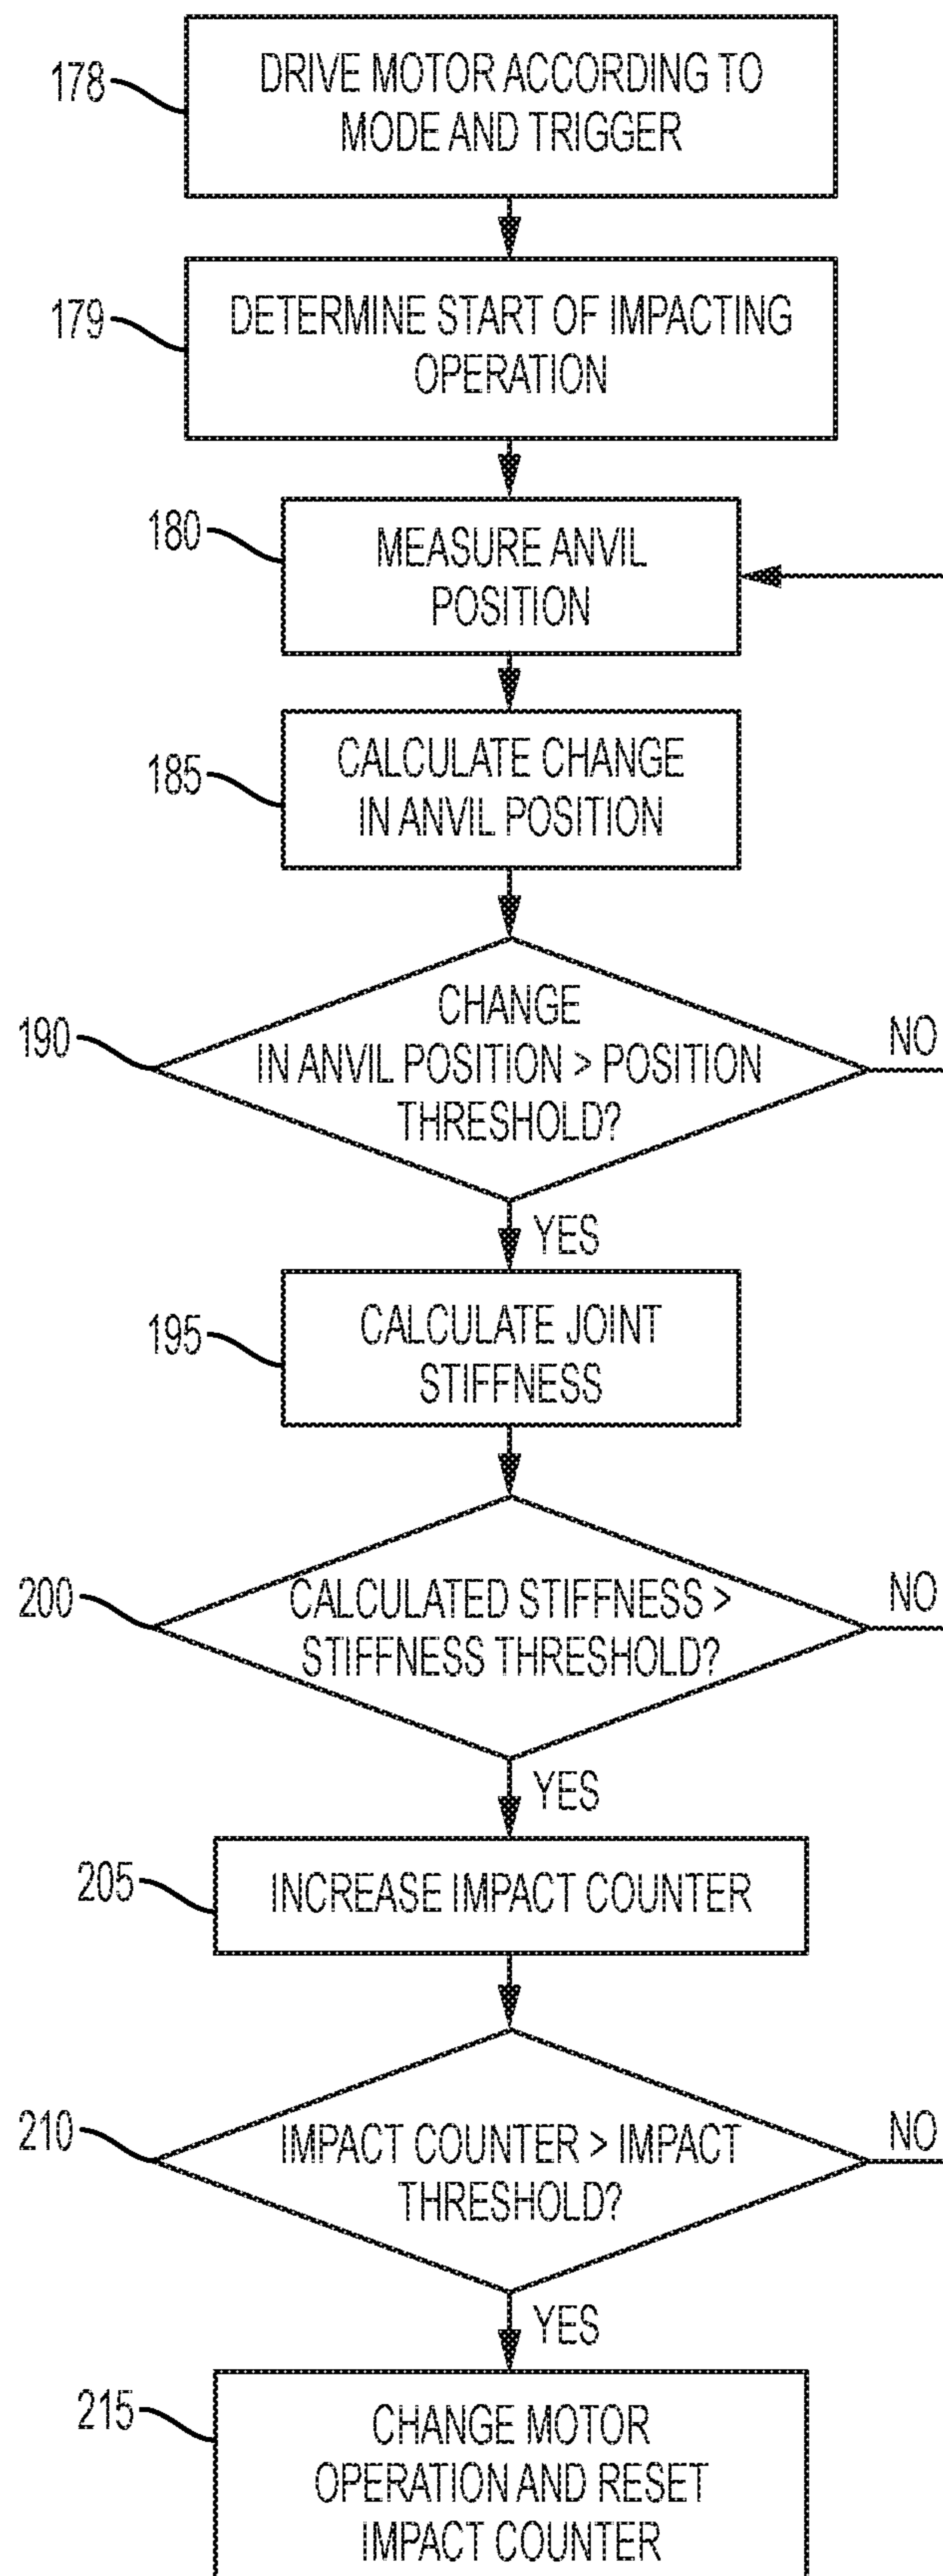 178
DRIVE MOTOR ACCORDING TO
MODE AND TRIGGER
179
DETERMINE START OF IMPACTING
OPERATION
180
MEASURE ANVIL
POSITION
185
CALCULATE CHANGE
IN ANVIL POSITION
190
CHANGE
IN ANVIL POSITION > POSITION
THRESHOLD?
NO
YES
195
CALCULATE JOINT
STIFFNESS
200
CALCULATED STIFFNESS >
STIFFNESS THRESHOLD?
NO
YES
205
INCREASE IMPACT COUNTER
210
IMPACT COUNTER > IMPACT
THRESHOLD?
NO
YES
215
CHANGE MOTOR
OPERATION AND RESET
IMPACT COUNTER